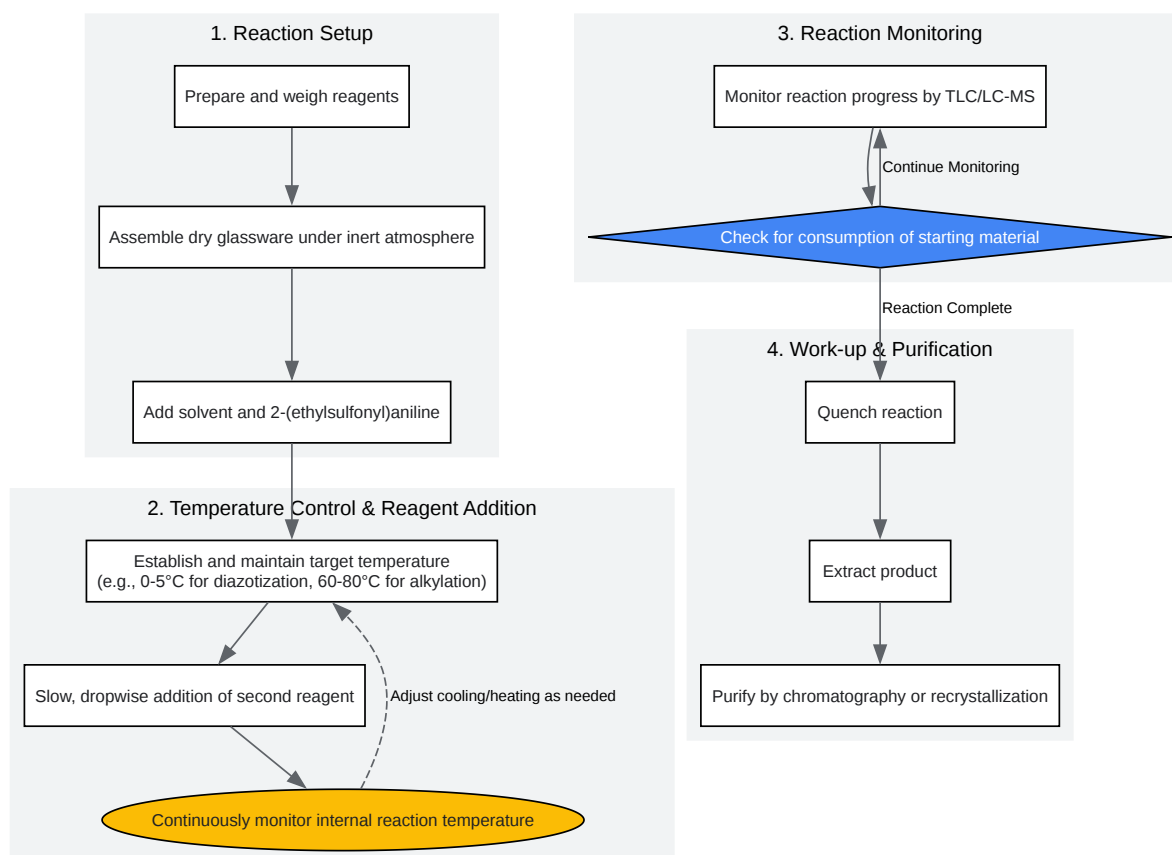 1. Reaction Setup
Prepare and weigh reagents
Assemble dry glassware under inert atmosphere
Add solvent and 2-(ethylsulfonyl)aniline
2. Temperature Control & Reagent Addition
Establish and maintain target temperature
(e.g., 0-5°C for diazotization, 60-80°C for alkylation)
Slow, dropwise addition of second reagent
Adjust cooling/heating as needed
Continuously monitor internal reaction temperature
3. Reaction Monitoring
Monitor reaction progress by TLC/LC-MS
Continue Monitoring
Check for consumption of starting material
Reaction Complete
4. Work-up & Purification
Quench reaction
Extract product
Purify by chromatography or recrystallization